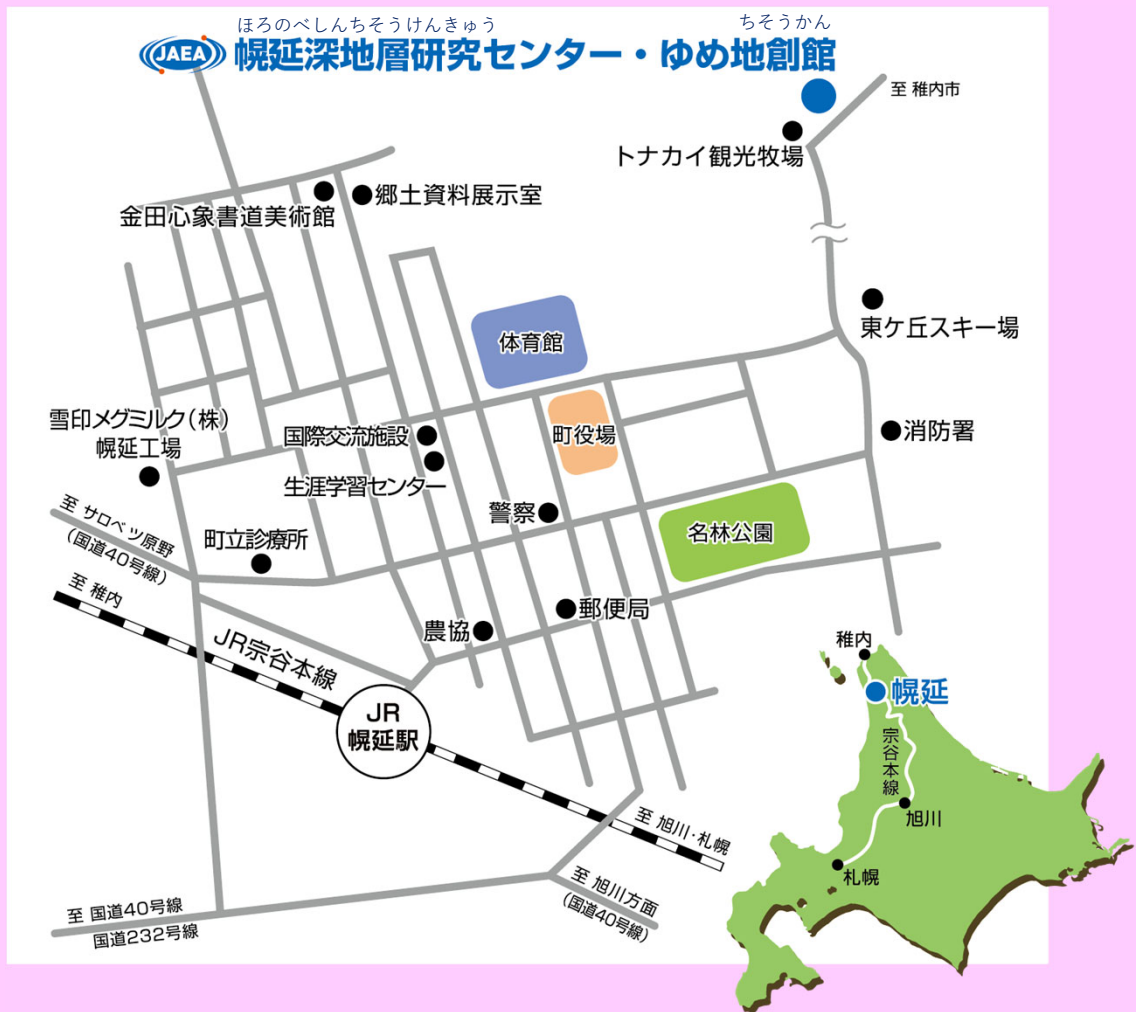 ほろのべしんちそうけんきゅう ちそうかん
JAEA 幌延深地層研究センター・ゆめ地創館
至 稚内市
トナカイ観光牧場
郷土資料展示室
金田心象書道美術館
東ケ丘スキー場
体育館
雪印メグミルク(株)
幌延工場
国際交流施設
町役場
消防署
生涯学習センター
警察
至 サロベツ原野
(国道40号線)
町立診療所
名林公園
至 稚内
農協
郵便局
JR宗谷本線
JR
幌延駅
至 旭川・札幌
至 旭川方面
(国道40号線)
至 国道40号線
国道232号線
稚内
幌延
宗谷本線
旭川
札幌